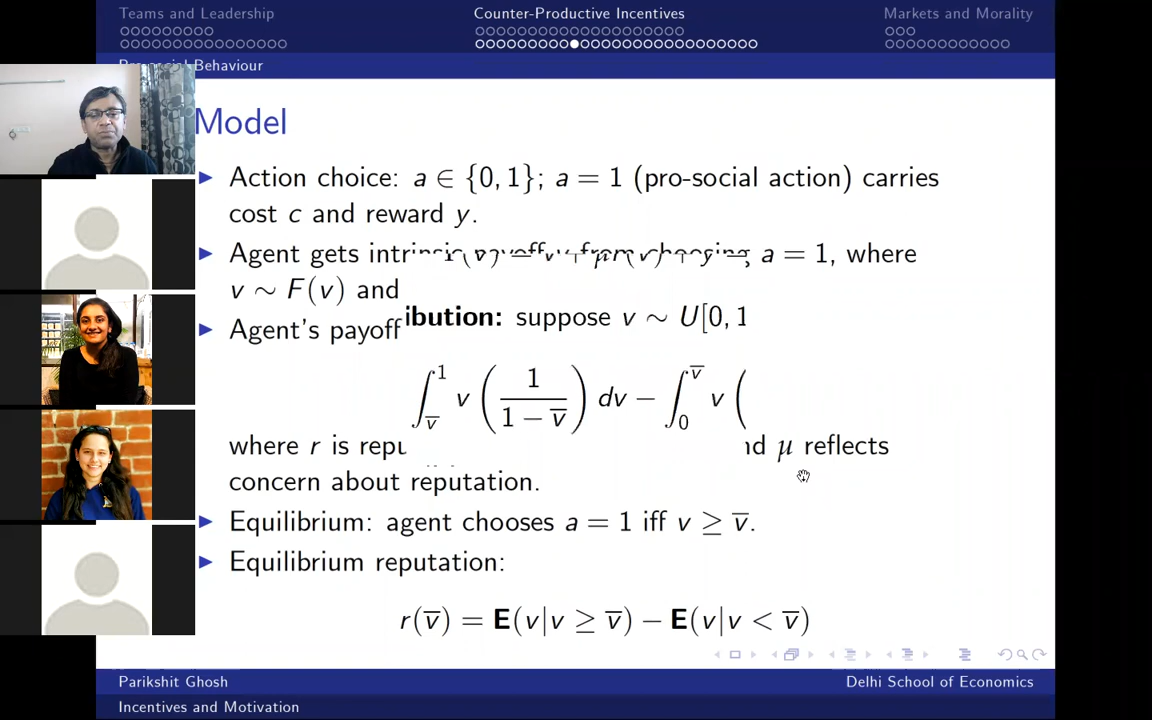 Teams and Leadership
Counter-Productive Incentives
Markets and Morality
Behaviour
Model
Action choice: a ∈ {0, 1}; a = 1 (pro-social action) carries
cost c and reward y.
Agent gets a = 1, where
v ∼ F(v) and
ibution: suppose v ∼ U[0, 1
Agent's payoff
∫_v̅^1 v (1/(1 − v̅)) dv − ∫_0^v̅ v (
where r is repu nd μ reflects
concern about reputation.
Equilibrium: agent chooses a = 1 iff v ≥ v̅.
Equilibrium reputation:
r(v̅) = E(v|v ≥ v̅) − E(v|v < v̅)
Parikshit Ghosh
Delhi School of Economics
Incentives and Motivation